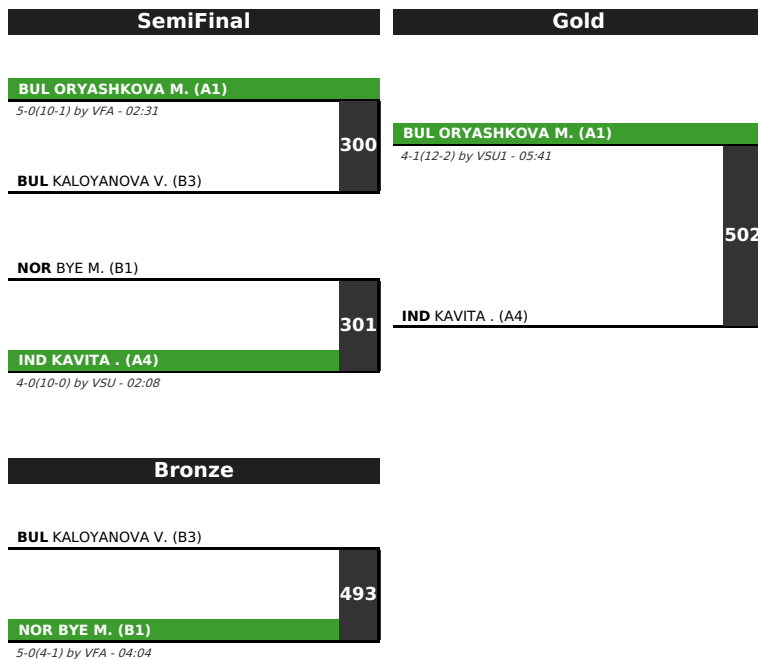 SemiFinal
BUL ORYASHKOVA M. (A1)
5-0(10-1) by VFA - 02:31
300
BUL KALOYANOVA V. (B3)
NOR BYE M. (B1)
301
IND KAVITA . (A4)
4-0(10-0) by VSU - 02:08
Gold
BUL ORYASHKOVA M. (A1)
4-1(12-2) by VSU1 - 05:41
502
IND KAVITA . (A4)
Bronze
BUL KALOYANOVA V. (B3)
493
NOR BYE M. (B1)
5-0(4-1) by VFA - 04:04